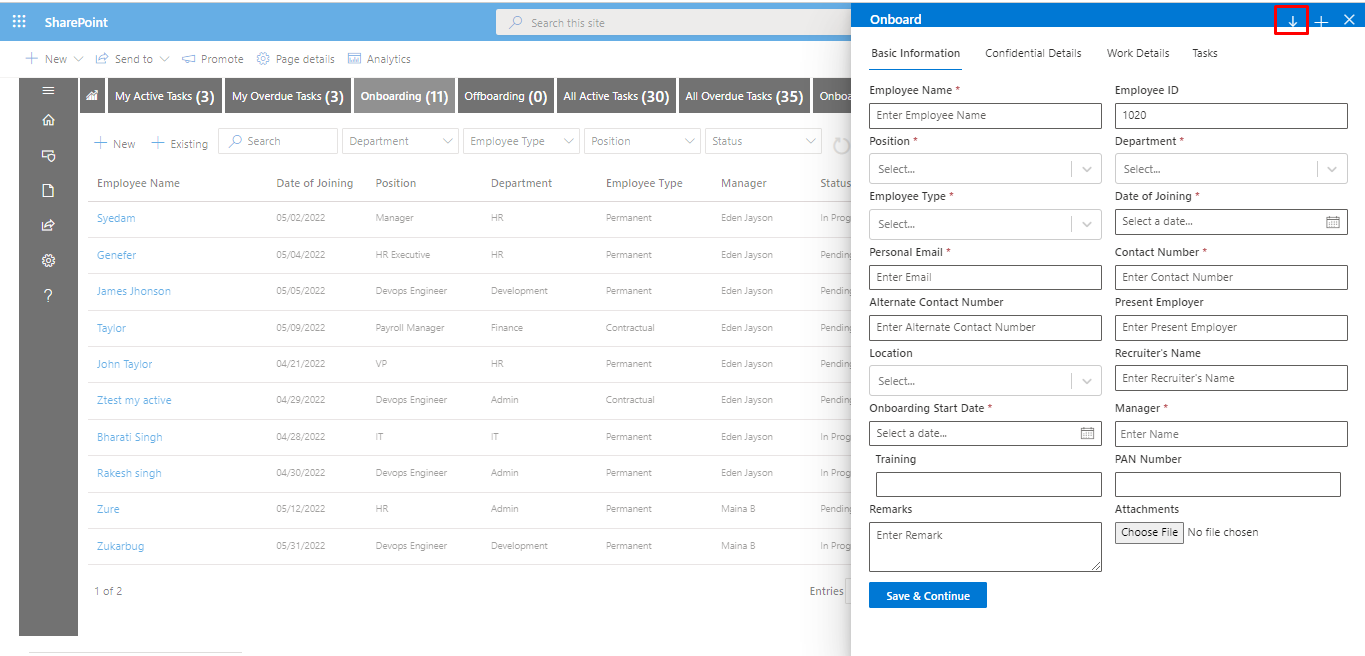 SharePoint
Search this site
New
Send to
Promote
Page details
Analytics
My Active Tasks (3)
My Overdue Tasks (3)
Onboarding (11)
Offboarding (0)
All Active Tasks (30)
All Overdue Tasks (35)
Onboa
New
Existing
Search
Department
Employee Type
Position
Status
Employee Name Date of Joining Position Department Employee Type Manager Status
Syedam 05/02/2022 Manager HR Permanent Eden Jayson In Prog
Genefer 05/04/2022 HR Executive HR Permanent Eden Jayson Pending
James Jhonson 05/05/2022 Devops Engineer Development Permanent Eden Jayson Pending
Taylor 05/09/2022 Payroll Manager Finance Contractual Eden Jayson Pending
John Taylor 04/21/2022 VP HR Permanent Eden Jayson Pending
Ztest my active 04/29/2022 Devops Engineer Admin Contractual Eden Jayson Pending
Bharati Singh 04/28/2022 IT IT Permanent Eden Jayson In Prog
Rakesh singh 04/30/2022 Devops Engineer Admin Permanent Eden Jayson In Prog
Zure 05/12/2022 HR Admin Permanent Maina B Pending
Zukarbug 05/31/2022 Devops Engineer Development Permanent Maina B In Prog
1 of 2
Entries
Onboard
Basic Information
Confidential Details
Work Details
Tasks
Employee Name *
Enter Employee Name
Employee ID
1020
Position *
Select...
Department *
Select...
Employee Type *
Select...
Date of Joining *
Select a date...
Personal Email *
Enter Email
Contact Number *
Enter Contact Number
Alternate Contact Number
Enter Alternate Contact Number
Present Employer
Enter Present Employer
Location
Select...
Recruiter's Name
Enter Recruiter's Name
Onboarding Start Date *
Select a date...
Manager *
Enter Name
Training
PAN Number
Remarks
Enter Remark
Attachments
Choose File No file chosen
Save & Continue